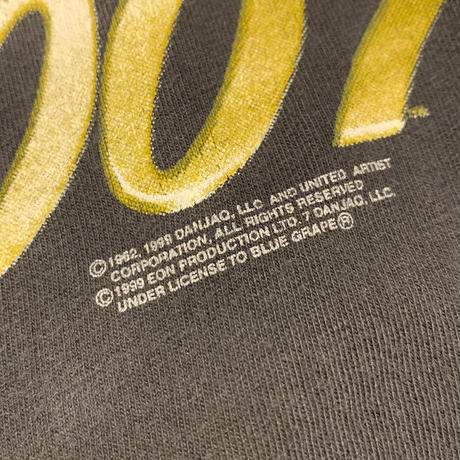 007™
© 1962, 1999 DANJAQ, LLC. AND UNITED ARTIST
CORPORATION, ALL RIGHTS RESERVED
© 1999 EON PRODUCTION LTD. 7 DANJAQ, LLC.
UNDER LICENSE TO BLUE GRAPE®